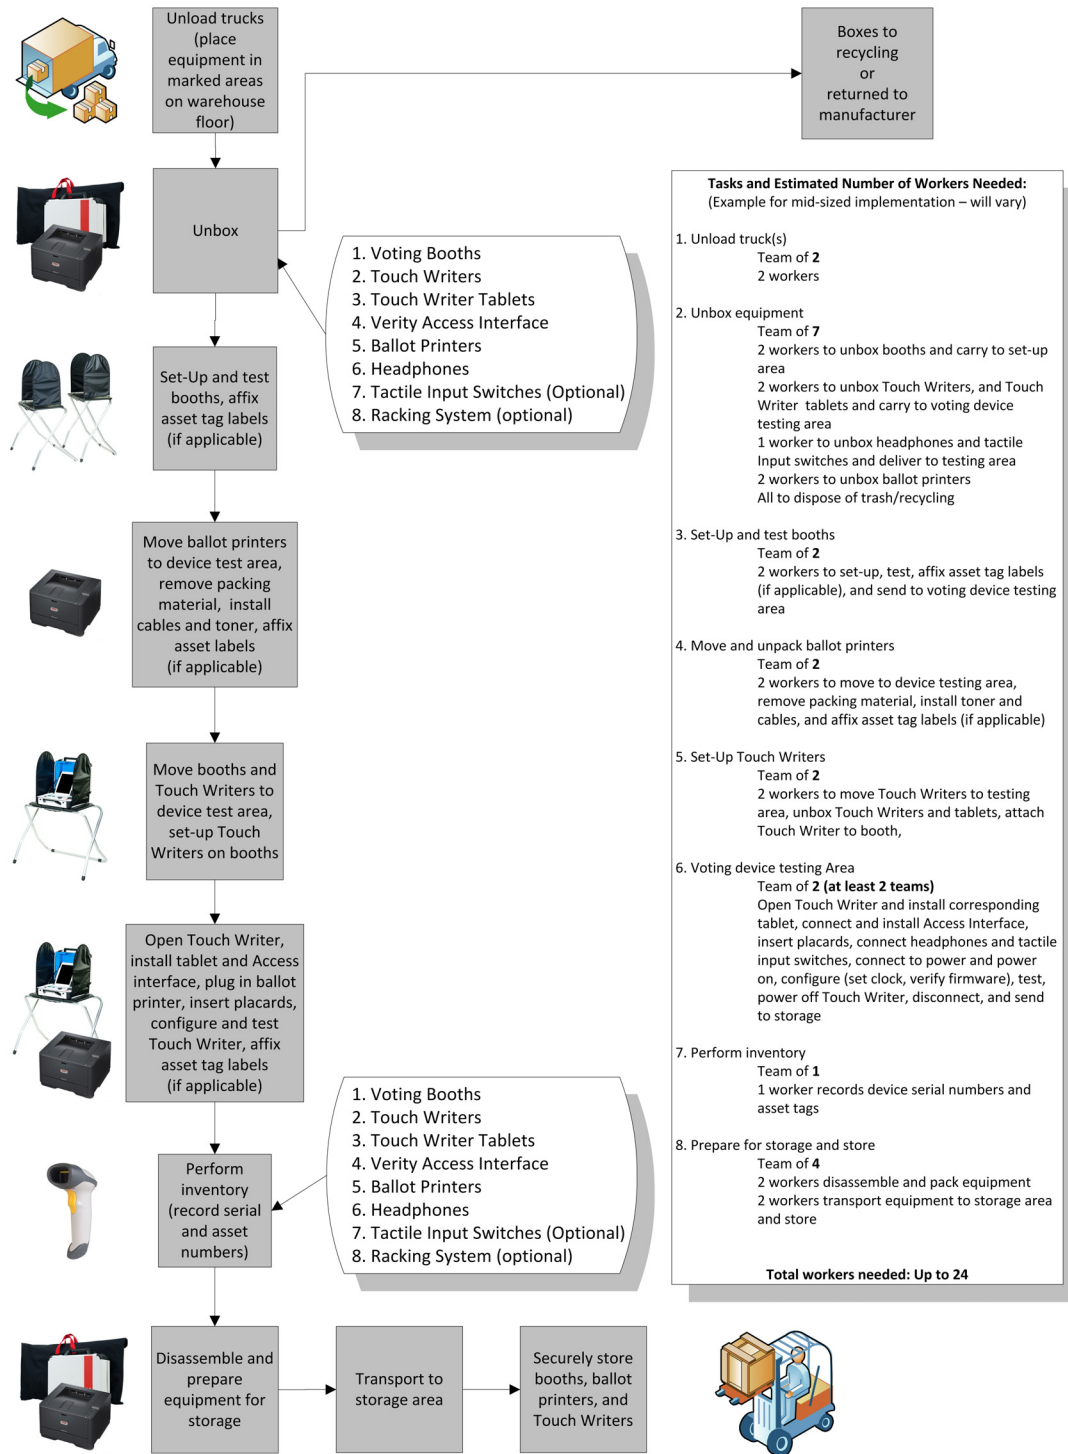 Unload trucks
(place
equipment in
marked areas
on warehouse
floor)
Boxes to
recycling
or
returned to
manufacturer
Unbox
1. Voting Booths
2. Touch Writers
3. Touch Writer Tablets
4. Verity Access Interface
5. Ballot Printers
6. Headphones
7. Tactile Input Switches (Optional)
8. Racking System (optional)
Set-Up and test
booths, affix
asset tag labels
(if applicable)
Move ballot printers
to device test area,
remove packing
material,  install
cables and toner, affix
asset labels
(if applicable)
Move booths and
Touch Writers to
device test area,
set-up Touch
Writers on booths
Open Touch Writer,
install tablet and Access
interface, plug in ballot
printer, insert placards,
configure and test
Touch Writer, affix
asset tag labels
(if applicable)
Perform
inventory
(record serial
and asset
numbers)
1. Voting Booths
2. Touch Writers
3. Touch Writer Tablets
4. Verity Access Interface
5. Ballot Printers
6. Headphones
7. Tactile Input Switches (Optional)
8. Racking System (optional)
Disassemble and
prepare
equipment for
storage
Transport to
storage area
Securely store
booths, ballot
printers, and
Touch Writers
Tasks and Estimated Number of Workers Needed:
(Example for mid-sized implementation – will vary)
1. Unload truck(s)
Team of 2
2 workers
2. Unbox equipment
Team of 7
2 workers to unbox booths and carry to set-up
area
2 workers to unbox Touch Writers, and Touch
Writer  tablets and carry to voting device
testing area
1 worker to unbox headphones and tactile
Input switches and deliver to testing area
2 workers to unbox ballot printers
All to dispose of trash/recycling
3. Set-Up and test booths
Team of 2
2 workers to set-up, test, affix asset tag labels
(if applicable), and send to voting device testing
area
4. Move and unpack ballot printers
Team of 2
2 workers to move to device testing area,
remove packing material, install toner and
cables, and affix asset tag labels (if applicable)
5. Set-Up Touch Writers
Team of 2
2 workers to move Touch Writers to testing
area, unbox Touch Writers and tablets, attach
Touch Writer to booth,
6. Voting device testing Area
Team of 2 (at least 2 teams)
Open Touch Writer and install corresponding
tablet, connect and install Access Interface,
insert placards, connect headphones and tactile
input switches, connect to power and power
on, configure (set clock, verify firmware), test,
power off Touch Writer, disconnect, and send
to storage
7. Perform inventory
Team of 1
1 worker records device serial numbers and
asset tags
8. Prepare for storage and store
Team of 4
2 workers disassemble and pack equipment
2 workers transport equipment to storage area
and store
Total workers needed: Up to 24